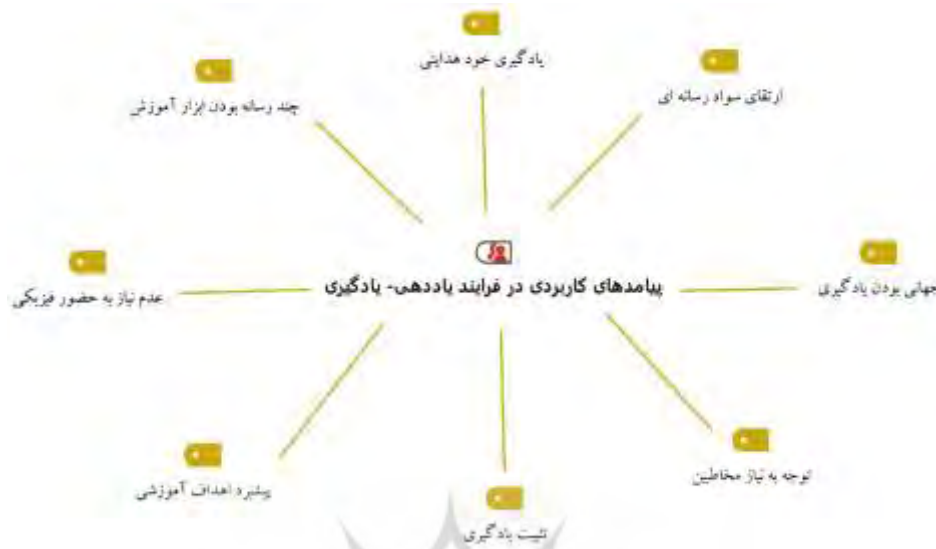 یادگیری خود هدایتی
ارتقای سواد رسانه ای
چند رسانه بودن ابزار آموزش
پیامدهای کاربردی در فرایند یاددهی- یادگیری
جهانی بودن یادگیری
عدم نیاز به حضور فیزیکی
توجه به نیاز مخاطبین
پیشبرد اهداف آموزشی
تثبیت یادگیری